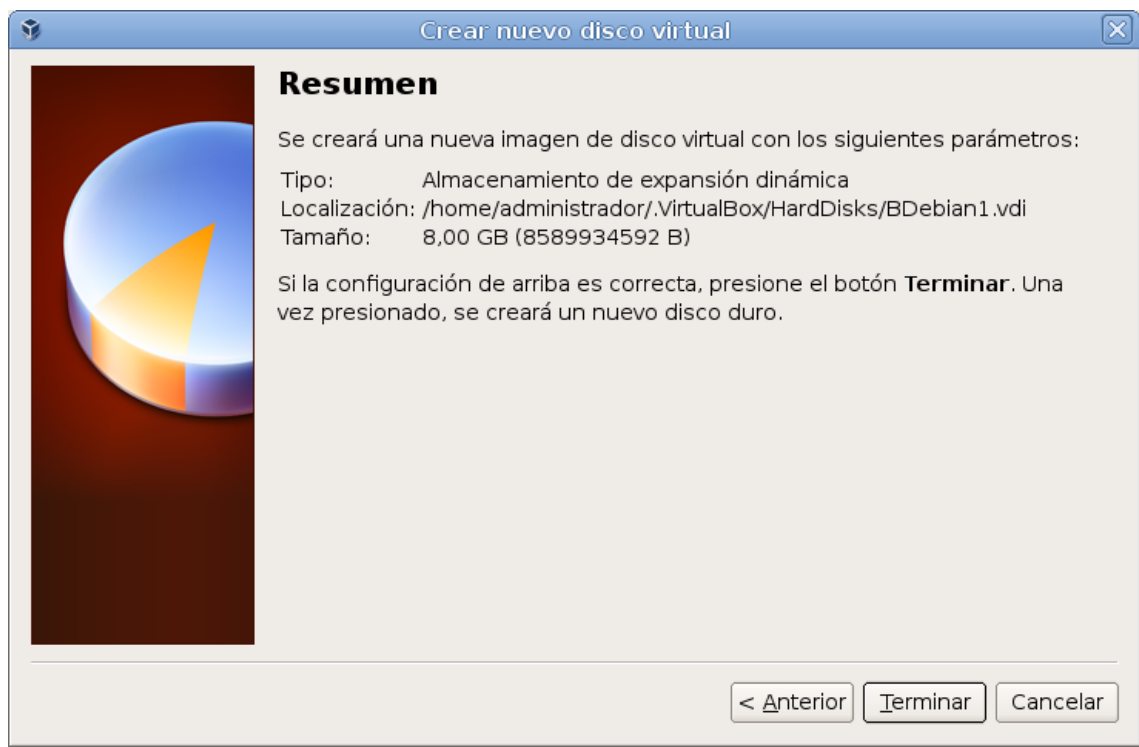 Crear nuevo disco virtual
Resumen
Se creará una nueva imagen de disco virtual con los siguientes parámetros:
Tipo: Almacenamiento de expansión dinámica
Localización: /home/administrador/.VirtualBox/HardDisks/BDebian1.vdi
Tamaño: 8,00 GB (8589934592 B)
Si la configuración de arriba es correcta, presione el botón Terminar. Una
vez presionado, se creará un nuevo disco duro.
< Anterior Terminar Cancelar